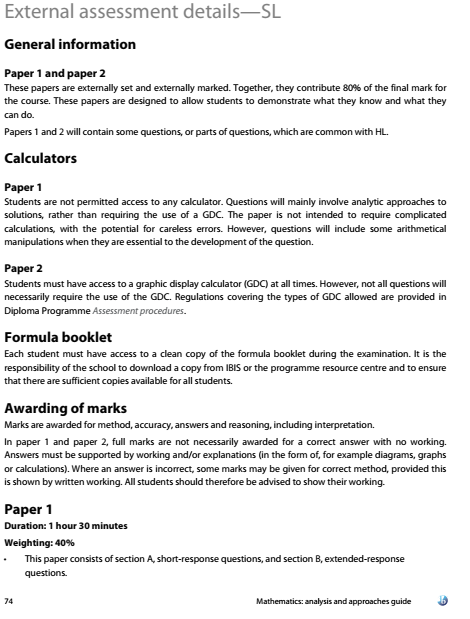 External assessment details—SL
General information
Paper 1 and paper 2
These papers are externally set and externally marked. Together, they contribute 80% of the final mark for
the course. These papers are designed to allow students to demonstrate what they know and what they
can do.
Papers 1 and 2 will contain some questions, or parts of questions, which are common with HL.
Calculators
Paper 1
Students are not permitted access to any calculator. Questions will mainly involve analytic approaches to
solutions, rather than requiring the use of a GDC. The paper is not intended to require complicated
calculations, with the potential for careless errors. However, questions will include some arithmetical
manipulations when they are essential to the development of the question.
Paper 2
Students must have access to a graphic display calculator (GDC) at all times. However, not all questions will
necessarily require the use of the GDC. Regulations covering the types of GDC allowed are provided in
Diploma Programme Assessment procedures.
Formula booklet
Each student must have access to a clean copy of the formula booklet during the examination. It is the
responsibility of the school to download a copy from IBIS or the programme resource centre and to ensure
that there are sufficient copies available for all students.
Awarding of marks
Marks are awarded for method, accuracy, answers and reasoning, including interpretation.
In paper 1 and paper 2, full marks are not necessarily awarded for a correct answer with no working.
Answers must be supported by working and/or explanations (in the form of, for example diagrams, graphs
or calculations). Where an answer is incorrect, some marks may be given for correct method, provided this
is shown by written working. All students should therefore be advised to show their working.
Paper 1
Duration: 1 hour 30 minutes
Weighting: 40%
• This paper consists of section A, short-response questions, and section B, extended-response
questions.
74 Mathematics: analysis and approaches guide